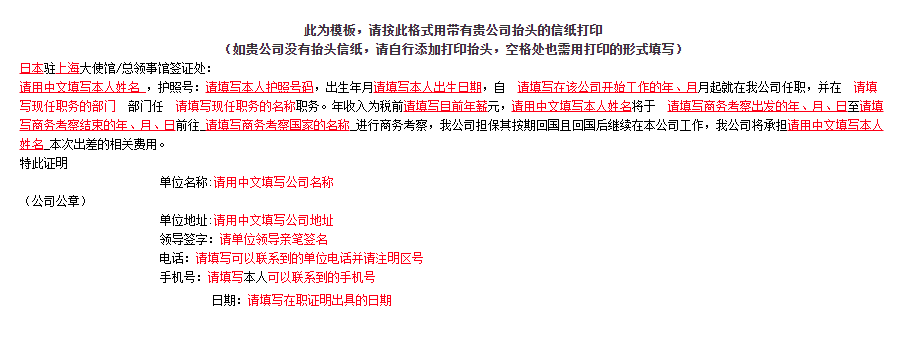 此为模板，请按此格式用带有贵公司抬头的信纸打印
（如贵公司没有抬头信纸，请自行添加打印抬头，空格处也需用打印的形式填写）
日本驻上海大使馆/总领事馆签证处：
请用中文填写本人姓名 ，护照号：请填写本人护照号码，出生年月请填写本人出生日期，自 请填写在该公司开始工作的年、月月起就在我公司任职，并在 请填
写现任职务的部门 部门任 请填写现任职务的名称职务。年收入为税前请填写目前年薪元，请用中文填写本人姓名将于 请填写商务考察出发的年、月、日至请填
写商务考察结束的年、月、日前往 请填写商务考察国家的名称 进行商务考察，我公司担保其按期回国且回国后继续在本公司工作，我公司将承担请用中文填写本人
姓名 本次出差的相关费用。
特此证明
单位名称:请用中文填写公司名称
（公司公章）
单位地址:请用中文填写公司地址
领导签字：请单位领导亲笔签名
电话：请填写可以联系到的单位电话并请注明区号
手机号：请填写本人可以联系到的手机号
日期：请填写在职证明出具的日期